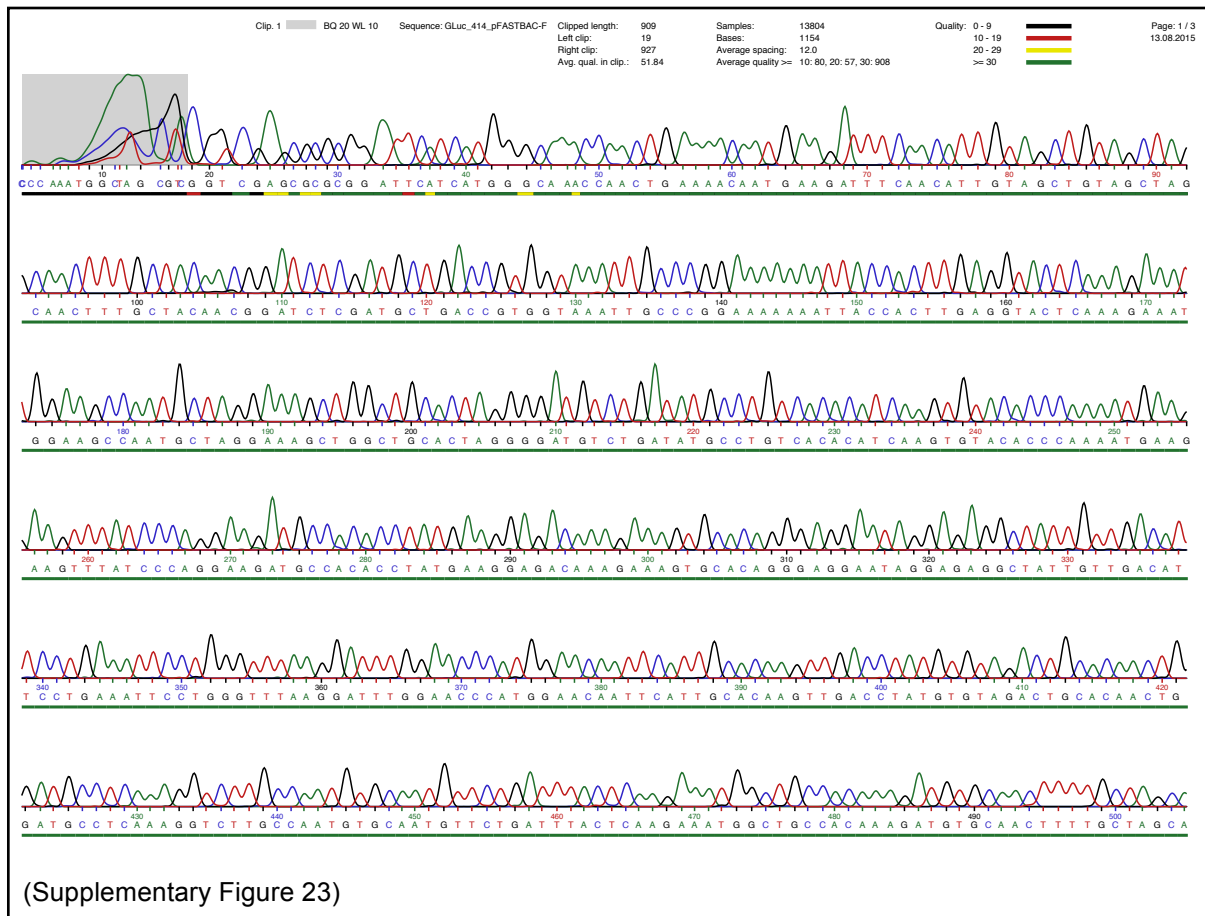 Clip. 1 BQ 20 WL 10 Sequence: GLuc_414_pFASTBAC-F Clipped length: 909 Samples: 13804 Quality: 0 - 9 Page: 1 / 3
Left clip: 19 Bases: 1154 10 - 19 13.08.2015
Right clip: 927 Average spacing: 12.0 20 - 29
Avg. qual. in clip.: 51.84 Average quality >= 10: 80, 20: 57, 30: 908 >= 30
10 20 30 40 50 60 70 80 90
CCCAAATGGCTAG CGTCGGT CGAGCGCGCGGATTCATCATGGGCAAACCAACTGAAAACAATGAAGATTTCAACATTGTAGCTGTAGCTAG
100 110 120 130 140 150 160 170
CAACTTTGCTACAACGGATCTCGATGCTGACCGTGGTAAATTGCCCGGAAAAAAATTACCACTTGAGGTACTCAAAGAAAT
180 190 200 210 220 230 240 250
GGAAGCCAATGCTAGGAAAGCTGGCTGCACTAGGGGATGTCTGATATGCCTGTCACACATCAAGTGTACACCCAAAATGAAG
260 270 280 290 300 310 320 330
AAGTTTATCCCAGGAAGATGCCACACCTATGAAGGAGACAAAGAAAGTGCACAGGGAGGAATAGGAGAGGCTATTGTTGACAT
340 350 360 370 380 390 400 410 420
TCCTGAAATTCCTGGGTTTAAGGATTTGGAACCCATGGAACAATTCATTGCACAAGTTGACCTATGTGTAGACTGCACAACTG
430 440 450 460 470 480 490 500
GATGCCTCAAAGGTCTTGCCAATGTGCAATGTTCTGATTTACTCAAGAAATGGCTGCCACAAAGATGTGCAACTTTTGCTAGCA
(Supplementary Figure 23)